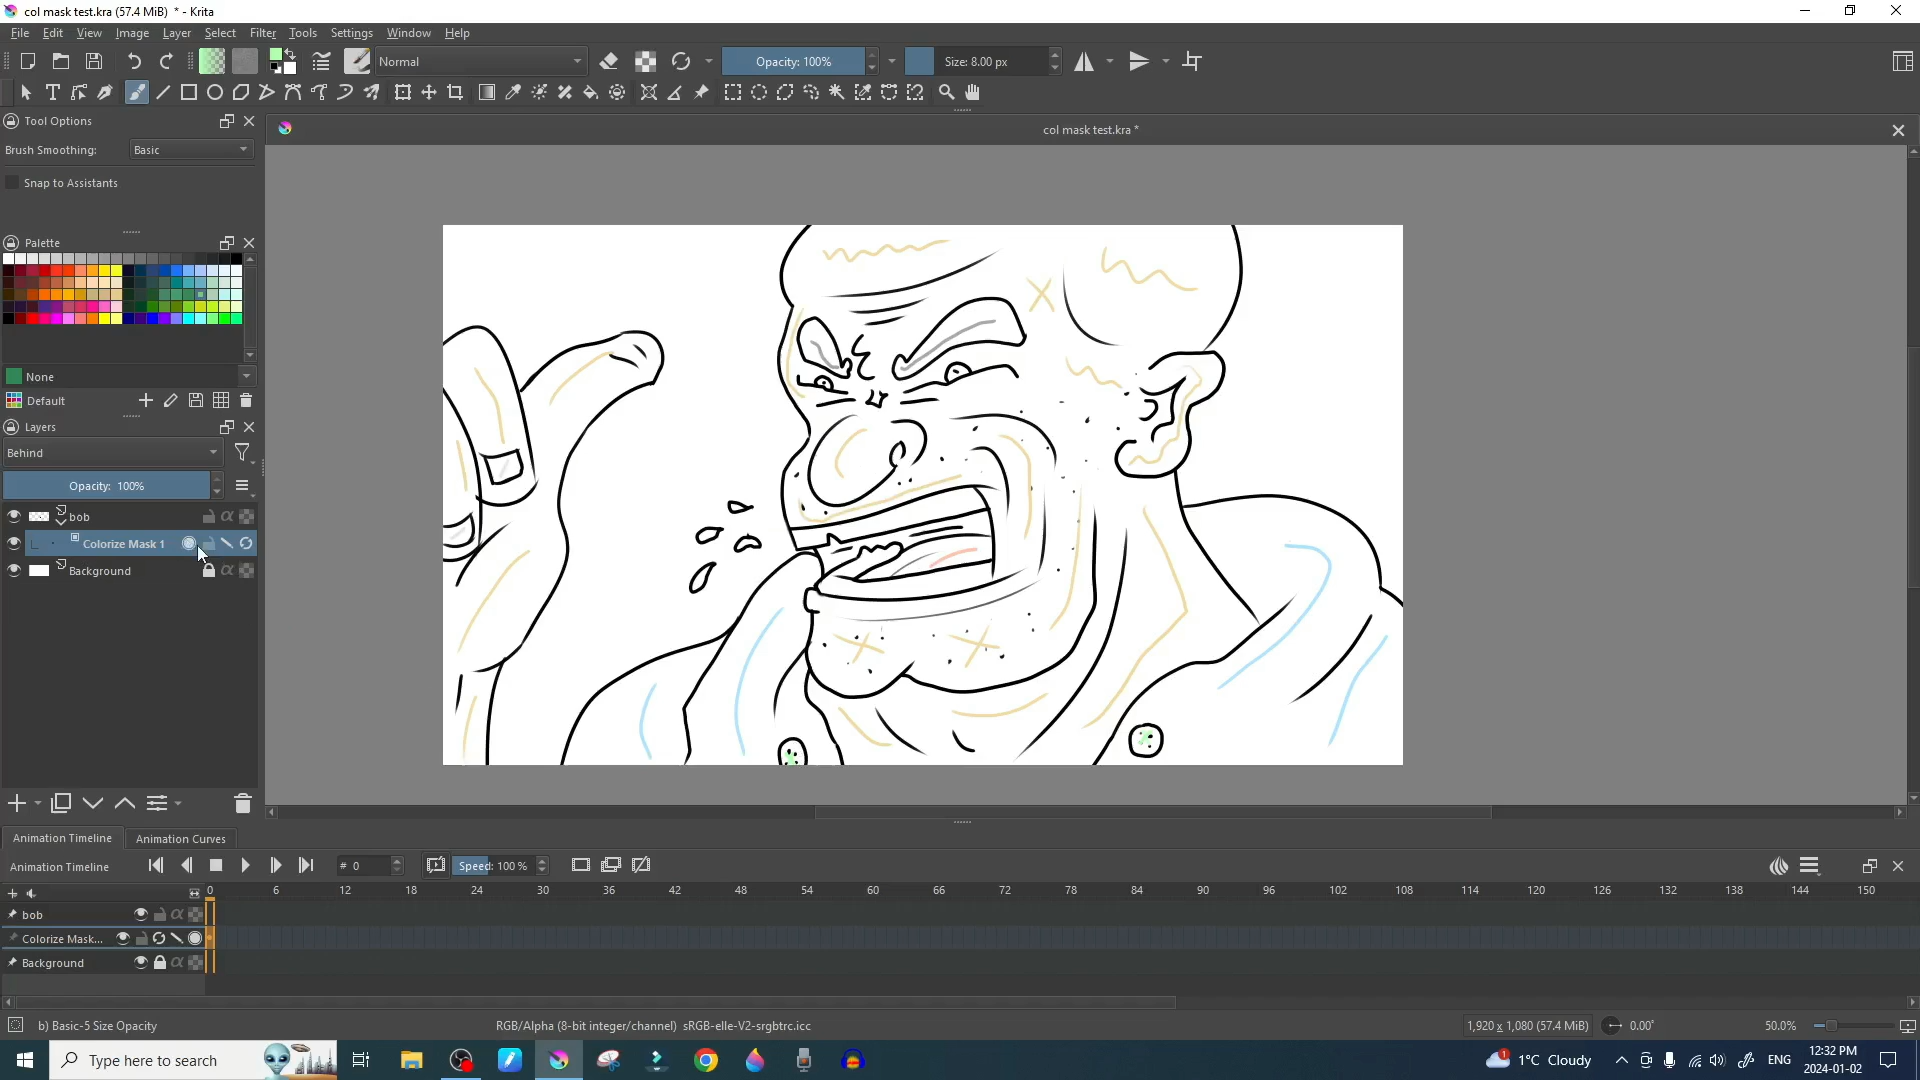 col mask test.kra (57.4 MiB) * - Krita
File Edit View Image Layer Select Filter Tools Settings Window Help
Normal
Opacity: 100%
Size: 8.00 px
Tool Options
col mask test.kra *
Brush Smoothing: Basic
Snap to Assistants
Palette
None
Default
Layers
Behind
Opacity: 100%
bob
Colorize Mask 1
Background
Animation Timeline Animation Curves
Animation Timeline
# 0
Speed: 100 %
0 6 12 18 24 30 36 42 48 54 60 66 72 78 84 90 96 102 108 114 120 126 132 138 144 150
bob
Colorize Mask...
Background
b) Basic-5 Size Opacity
RGB/Alpha (8-bit integer/channel) sRGB-elle-V2-srgbtrc.icc
1,920 x 1,080 (57.4 MiB)
0.00°
50.0%
Type here to search
1
1°C Cloudy
ENG
12:32 PM
2024-01-02